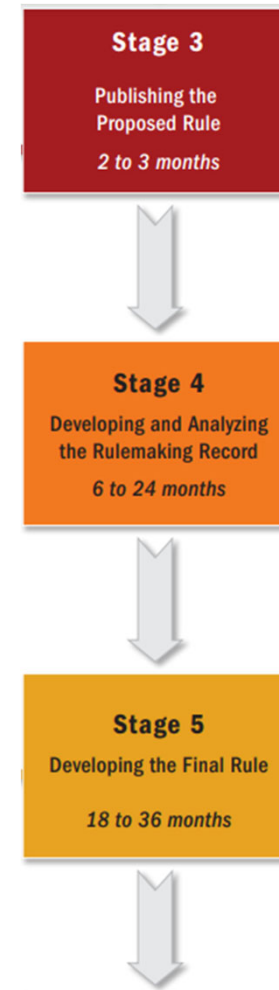 Stage 3
Publishing the
Proposed Rule
2 to 3 months
Stage 4
Developing and Analyzing
the Rulemaking Record
6 to 24 months
Stage 5
Developing the Final Rule
18 to 36 months